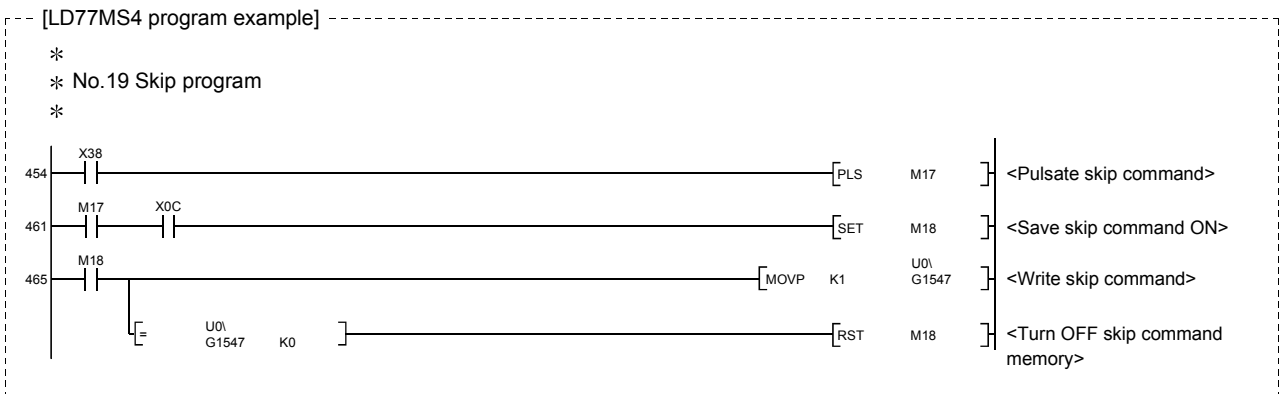 [LD77MS4 program example]
*
* No.19 Skip program
*
X38
454 PLS M17 <Pulsate skip command>
M17 X0C
461 SET M18 <Save skip command ON>
M18 U0\
465 MOVP K1 G1547 <Write skip command>
= U0\ G1547 K0 RST M18 <Turn OFF skip command
memory>